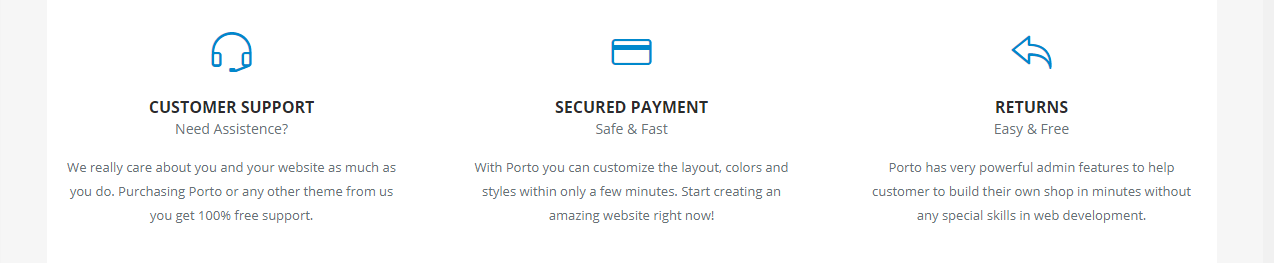 CUSTOMER SUPPORT
Need Assistence?
We really care about you and your website as much as
you do. Purchasing Porto or any other theme from us
you get 100% free support.
SECURED PAYMENT
Safe & Fast
With Porto you can customize the layout, colors and
styles within only a few minutes. Start creating an
amazing website right now!
RETURNS
Easy & Free
Porto has very powerful admin features to help
customer to build their own shop in minutes without
any special skills in web development.